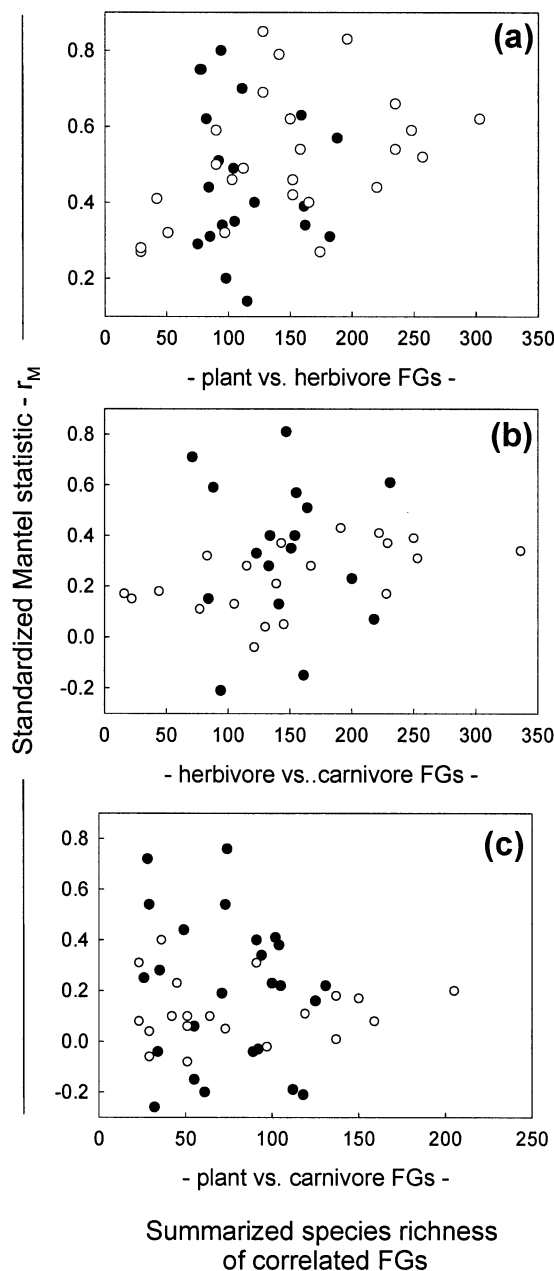 (a)
0.8
0.6
0.4
0.2
0 50 100 150 200 250 300 350
- plant vs. herbivore FGs -
Standardized Mantel statistic - rM
(b)
0.8
0.6
0.4
0.2
0.0
-0.2
0 50 100 150 200 250 300 350
- herbivore vs..carnivore FGs -
(c)
0.8
0.6
0.4
0.2
0.0
-0.2
0 50 100 150 200 250
- plant vs. carnivore FGs -
Summarized species richness
of correlated FGs